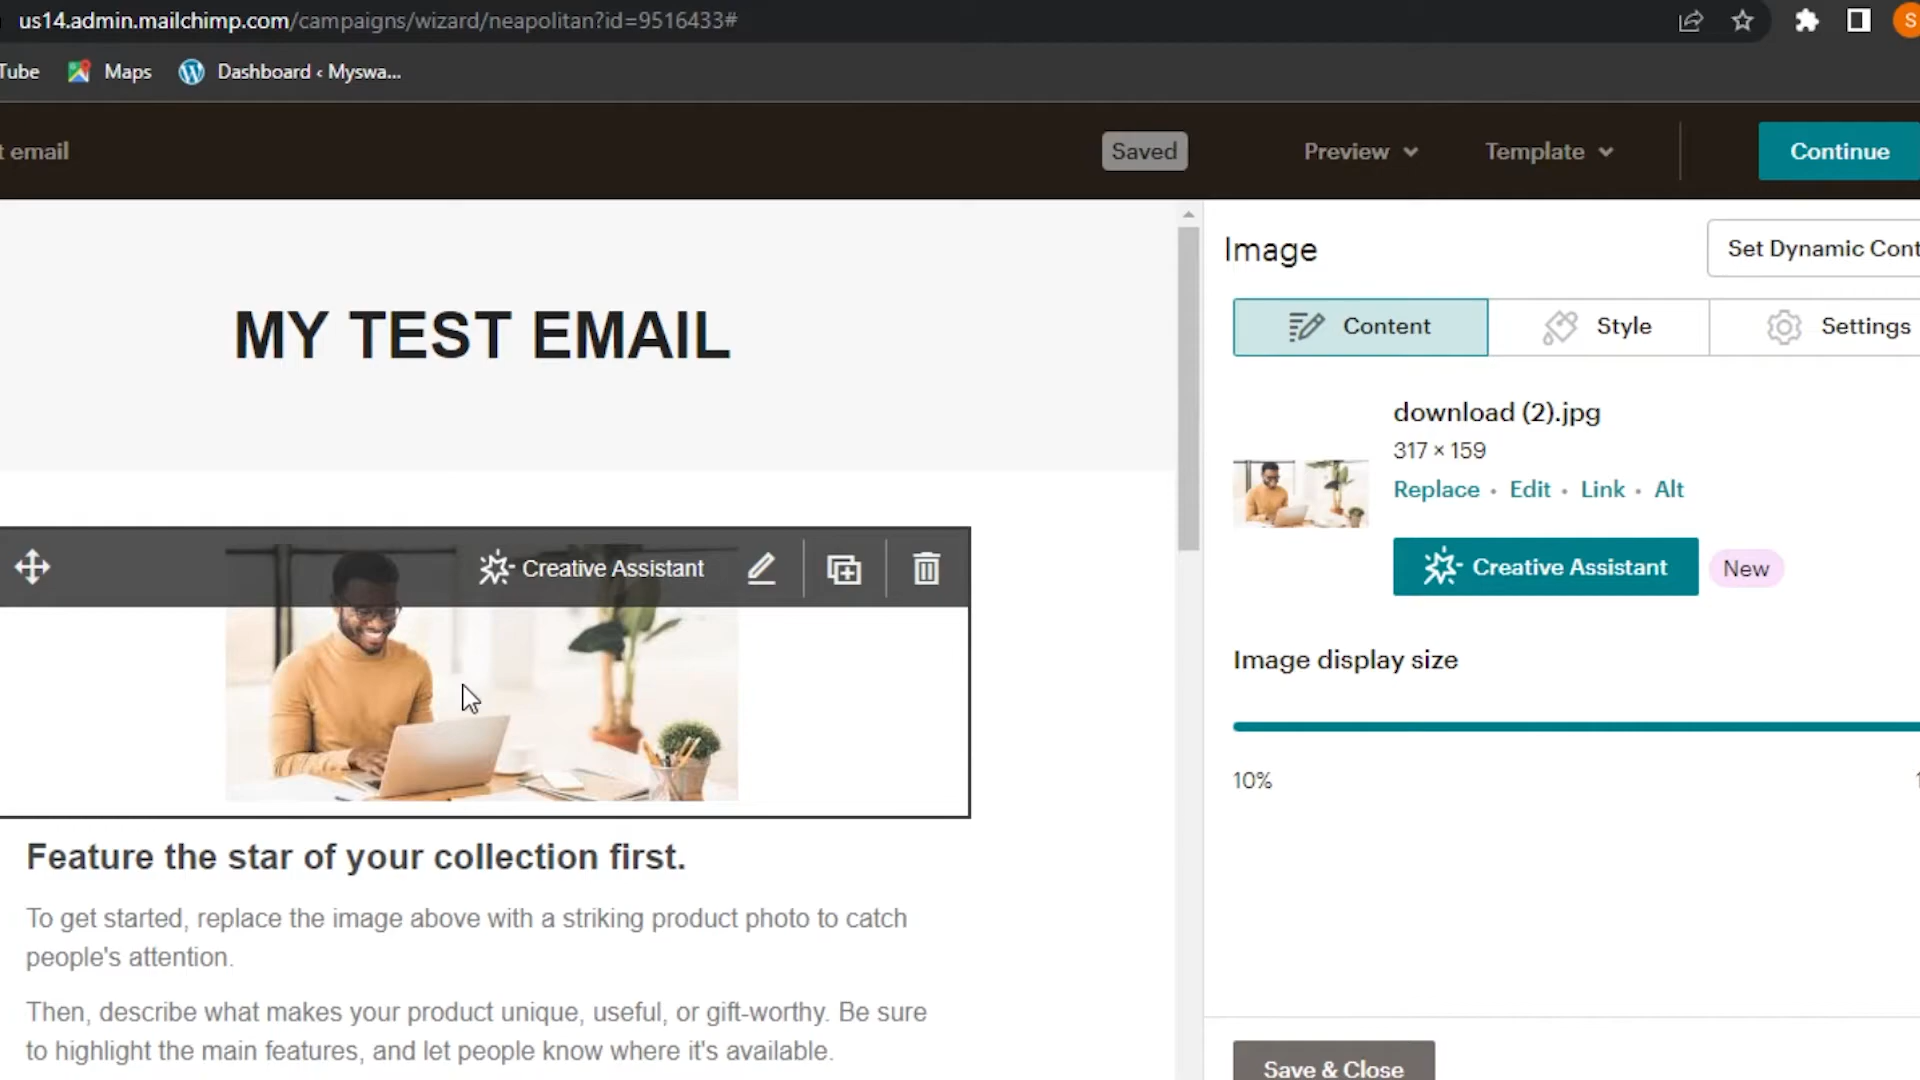 us14.admin.mailchimp.com/campaigns/wizard/neapolitan?id=9516433#
S
Tube Maps Dashboard ‹ Myswa...
t email Saved Preview Template Continue
MY TEST EMAIL
Creative Assistant
Feature the star of your collection first.
To get started, replace the image above with a striking product photo to catch
people's attention.
Then, describe what makes your product unique, useful, or gift-worthy. Be sure
to highlight the main features, and let people know where it's available.
Image
Set Dynamic Cont
Content Style Settings
download (2).jpg
317 × 159
Replace • Edit • Link • Alt
Creative Assistant New
Image display size
10% 1
Save & Close